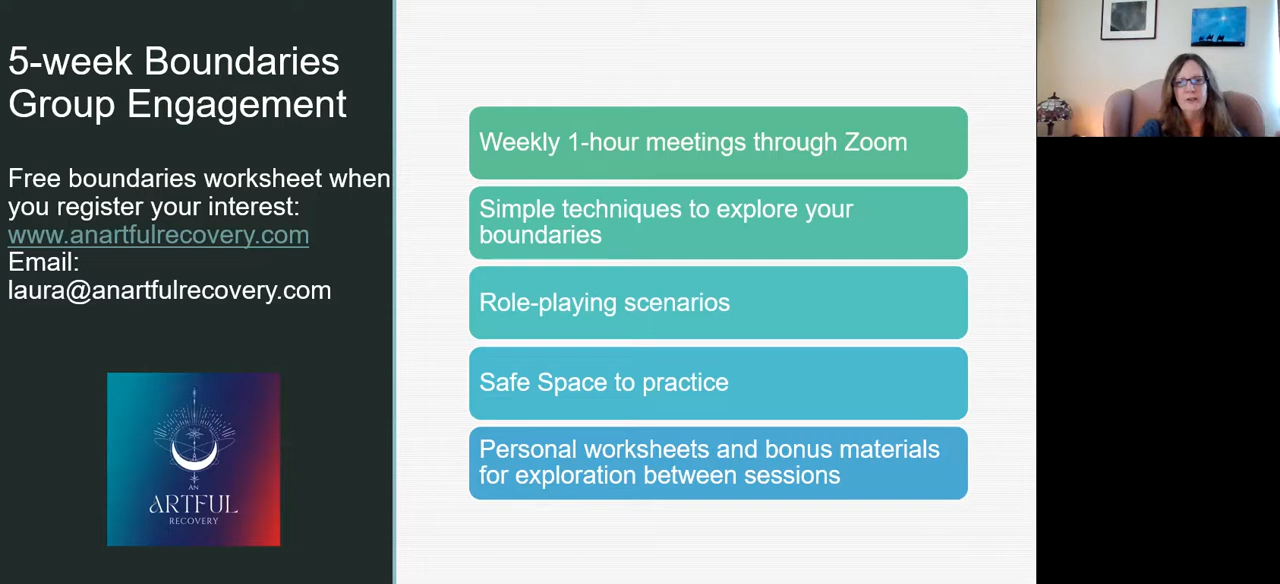 5-week Boundaries
Group Engagement
Free boundaries worksheet when
you register your interest:
www.anartfulrecovery.com
Email:
laura@anartfulrecovery.com
AN
ARTFUL
RECOVERY
Weekly 1-hour meetings through Zoom
Simple techniques to explore your
boundaries
Role-playing scenarios
Safe Space to practice
Personal worksheets and bonus materials
for exploration between sessions